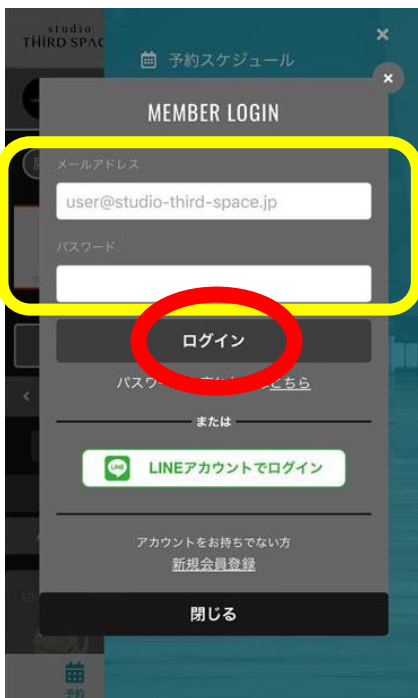 studio
THIRD SPAC
予約スケジュール
MEMBER LOGIN
メールアドレス
user@studio-third-space.jp
パスワード
ログイン
パスワ
こちら
または
LINE
LINEアカウントでログイン
アカウントをお持ちでない方
新規会員登録
閉じる
予約